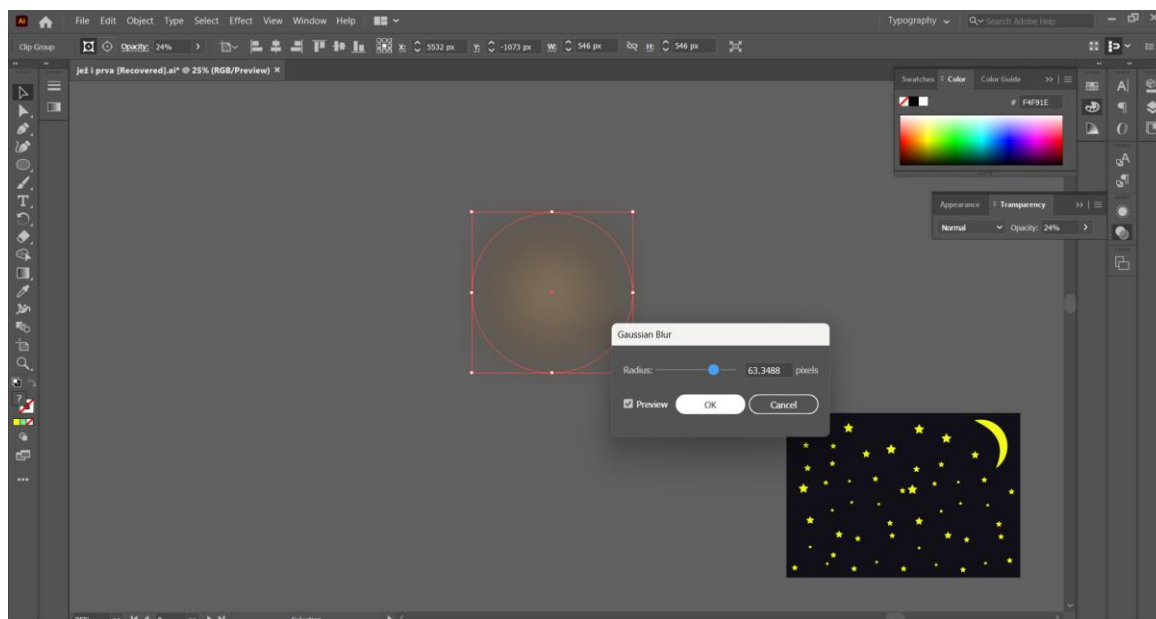 Ai File Edit Object Type Select Effect View Window Help Typography Search Adobe Help
Clip Group Opacity: 24% X: 5532 px Y: -1073 px W: 546 px H: 546 px
jež i prva [Recovered].ai* @ 25% (RGB/Preview) ×
Swatches Color Color Guide
# F4F91E
Appearance Transparency
Normal Opacity: 24%
Gaussian Blur
Radius: 63.3488 pixels
Preview OK Cancel
Selection